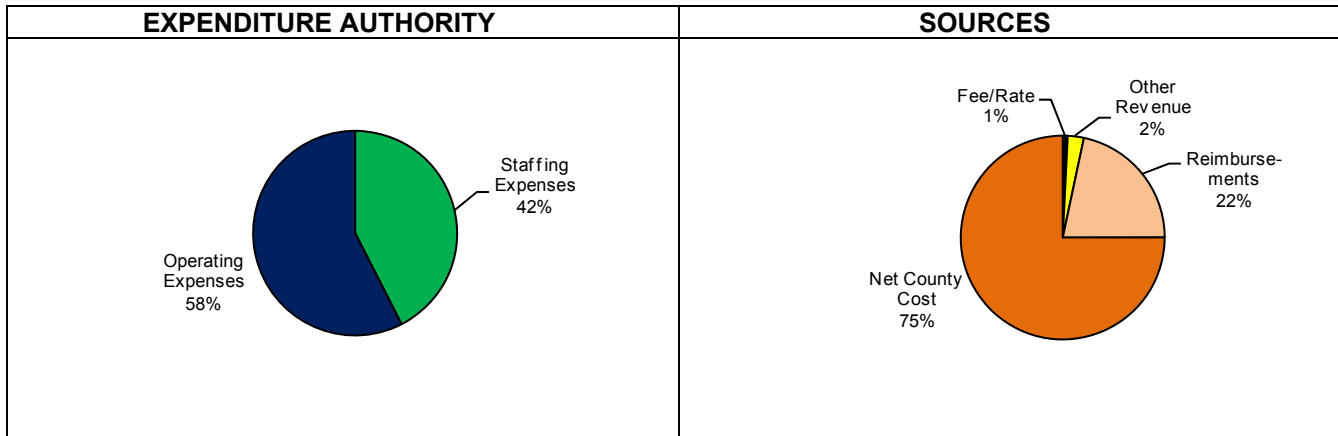 EXPENDITURE AUTHORITY
Staffing
Expenses
42%
Operating
Expenses
58%
SOURCES
Fee/Rate
1%
Other
Revenue
2%
Reimburse-
ments
22%
Net County
Cost
75%